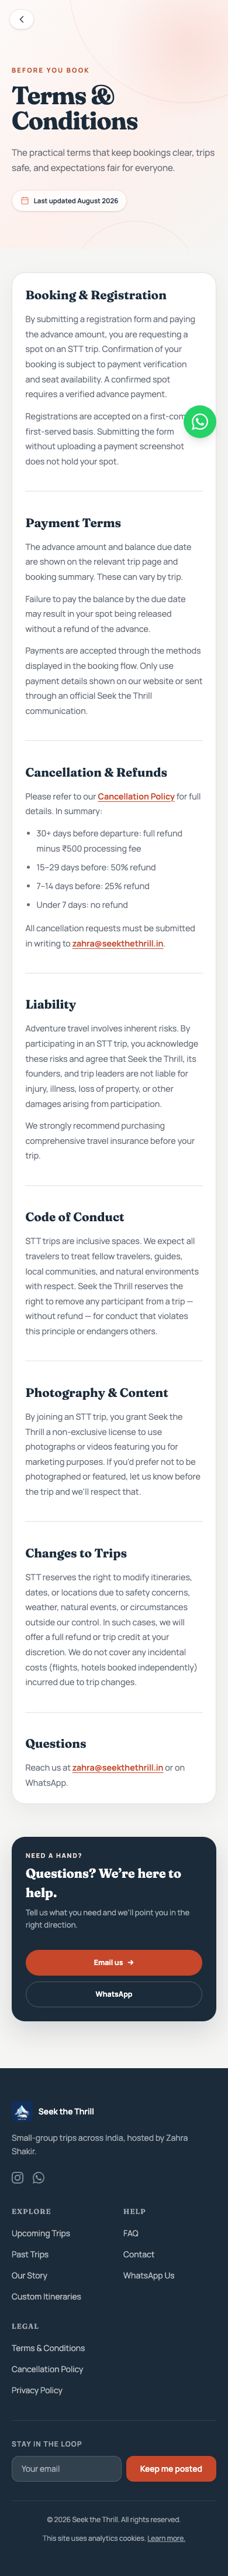 BEFORE YOU BOOK
Terms &
Conditions
The practical terms that keep bookings clear, trips
safe, and expectations fair for everyone.
Last updated August 2026
Booking & Registration
By submitting a registration form and paying
the advance amount, you are requesting a
spot on an STT trip. Confirmation of your
booking is subject to payment verification
and seat availability. A confirmed spot
requires a verified advance payment.
Registrations are accepted on a first-com
first-served basis. Submitting the form
without uploading a payment screenshot
does not hold your spot.
Payment Terms
The advance amount and balance due date
are shown on the relevant trip page and
booking summary. These can vary by trip.
Failure to pay the balance by the due date
may result in your spot being released
without a refund of the advance.
Payments are accepted through the methods
displayed in the booking flow. Only use
payment details shown on our website or sent
through an official Seek the Thrill
communication.
Cancellation & Refunds
Please refer to our Cancellation Policy for full
details. In summary:
• 30+ days before departure: full refund
minus ₹500 processing fee
• 15–29 days before: 50% refund
• 7–14 days before: 25% refund
• Under 7 days: no refund
All cancellation requests must be submitted
in writing to zahra@seekthethrill.in.
Liability
Adventure travel involves inherent risks. By
participating in an STT trip, you acknowledge
these risks and agree that Seek the Thrill, its
founders, and trip leaders are not liable for
injury, illness, loss of property, or other
damages arising from participation.
We strongly recommend purchasing
comprehensive travel insurance before your
trip.
Code of Conduct
STT trips are inclusive spaces. We expect all
travelers to treat fellow travelers, guides,
local communities, and natural environments
with respect. Seek the Thrill reserves the
right to remove any participant from a trip —
without refund — for conduct that violates
this principle or endangers others.
Photography & Content
By joining an STT trip, you grant Seek the
Thrill a non-exclusive license to use
photographs or videos featuring you for
marketing purposes. If you'd prefer not to be
photographed or featured, let us know before
the trip and we'll respect that.
Changes to Trips
STT reserves the right to modify itineraries,
dates, or locations due to safety concerns,
weather, natural events, or circumstances
outside our control. In such cases, we will
offer a full refund or trip credit at your
discretion. We do not cover any incidental
costs (flights, hotels booked independently)
incurred due to trip changes.
Questions
Reach us at zahra@seekthethrill.in or on
WhatsApp.
NEED A HAND?
Questions? We're here to
help.
Tell us what you need and we'll point you in the
right direction.
Email us →
WhatsApp
Seek the Thrill
Small-group trips across India, hosted by Zahra
Shakir.
EXPLORE
Upcoming Trips
Past Trips
Our Story
Custom Itineraries
HELP
FAQ
Contact
WhatsApp Us
LEGAL
Terms & Conditions
Cancellation Policy
Privacy Policy
STAY IN THE LOOP
Your email
Keep me posted
© 2026 Seek the Thrill. All rights reserved.
This site uses analytics cookies. Learn more.